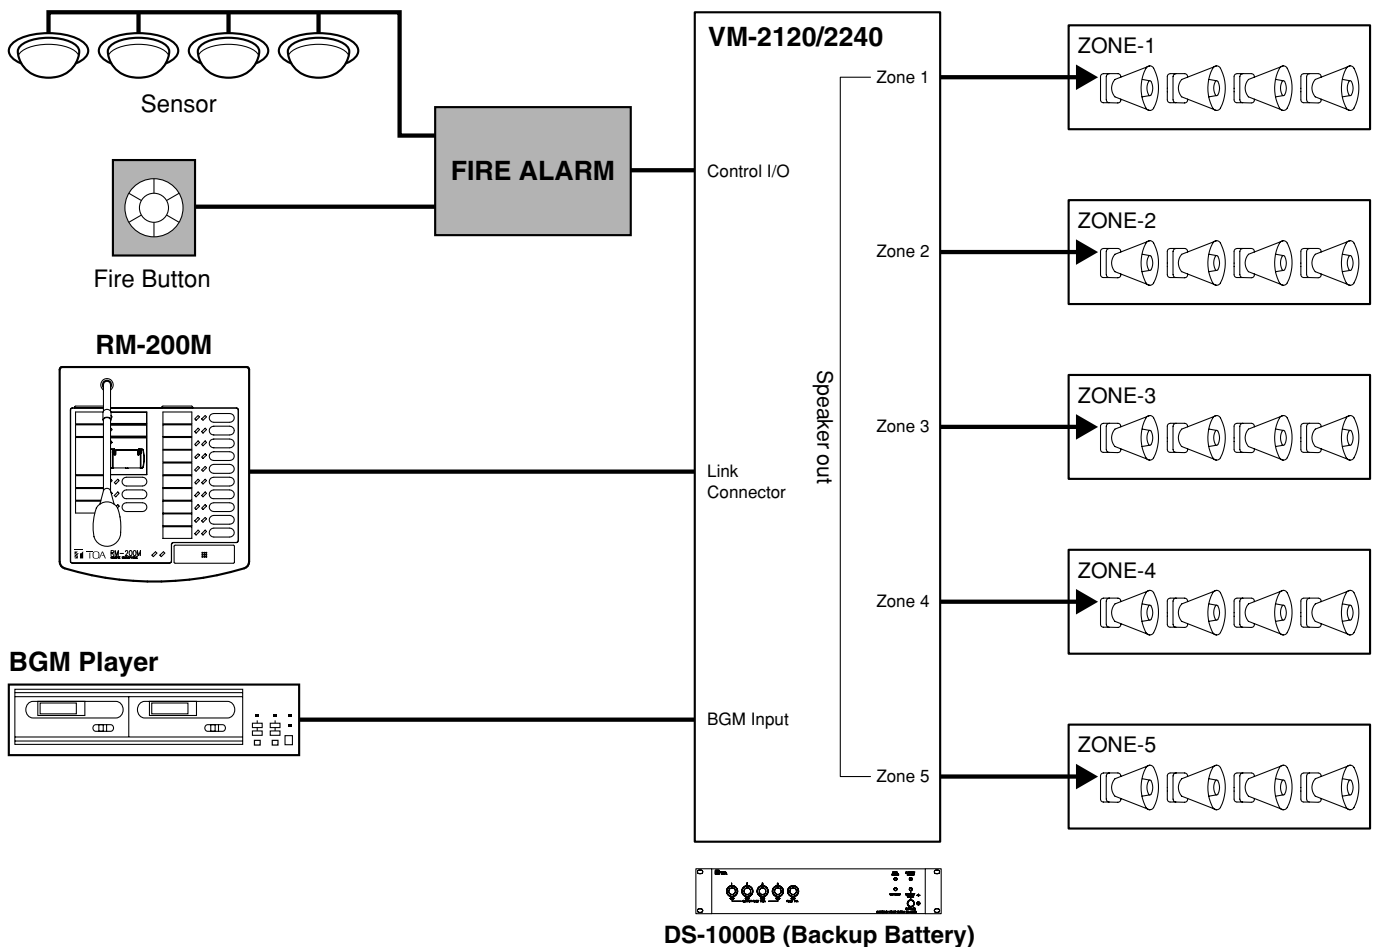 VM-2120/2240
Sensor
FIRE ALARM
Fire Button
Control I/O
RM-200M
TOA RM-200M
Link
Connector
BGM Player
BGM Input
Speaker out
Zone 1
Zone 2
Zone 3
Zone 4
Zone 5
ZONE-1
ZONE-2
ZONE-3
ZONE-4
ZONE-5
DS-1000B (Backup Battery)